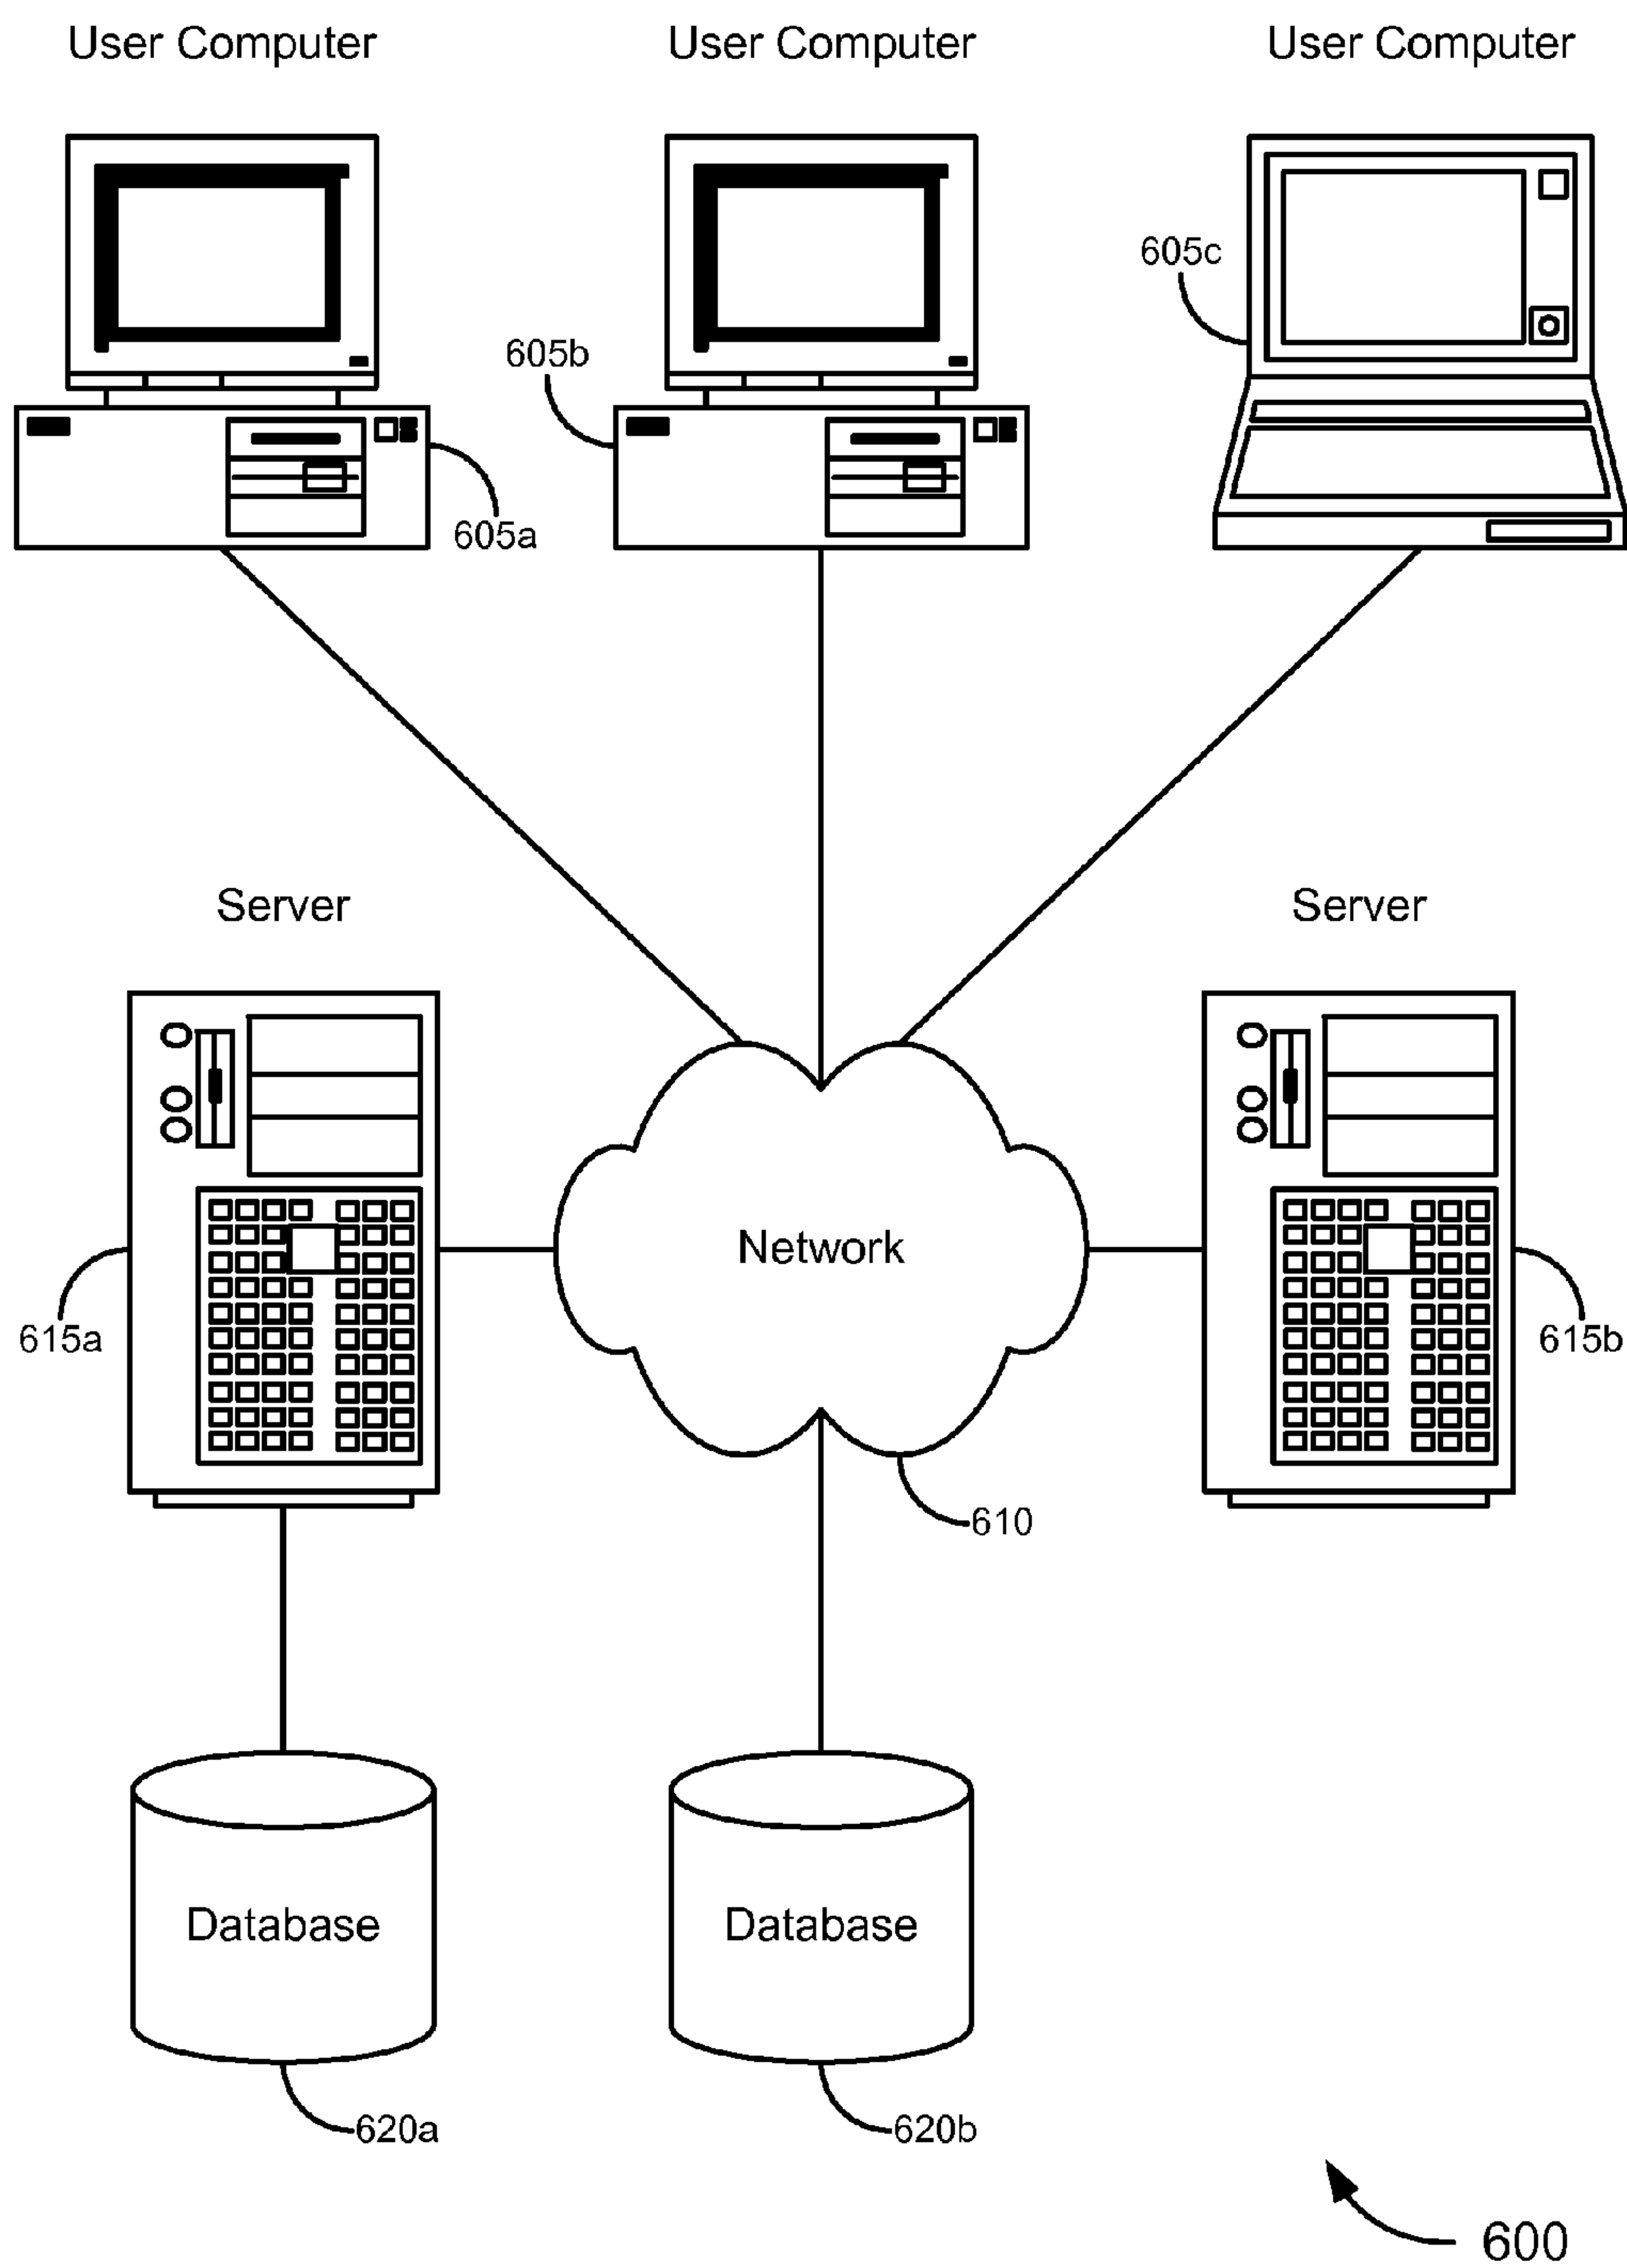 User Computer
User Computer
User Computer
605c
605b
605a
Server
Server
Network
615a
615b
610
Database
Database
620a
620b
600